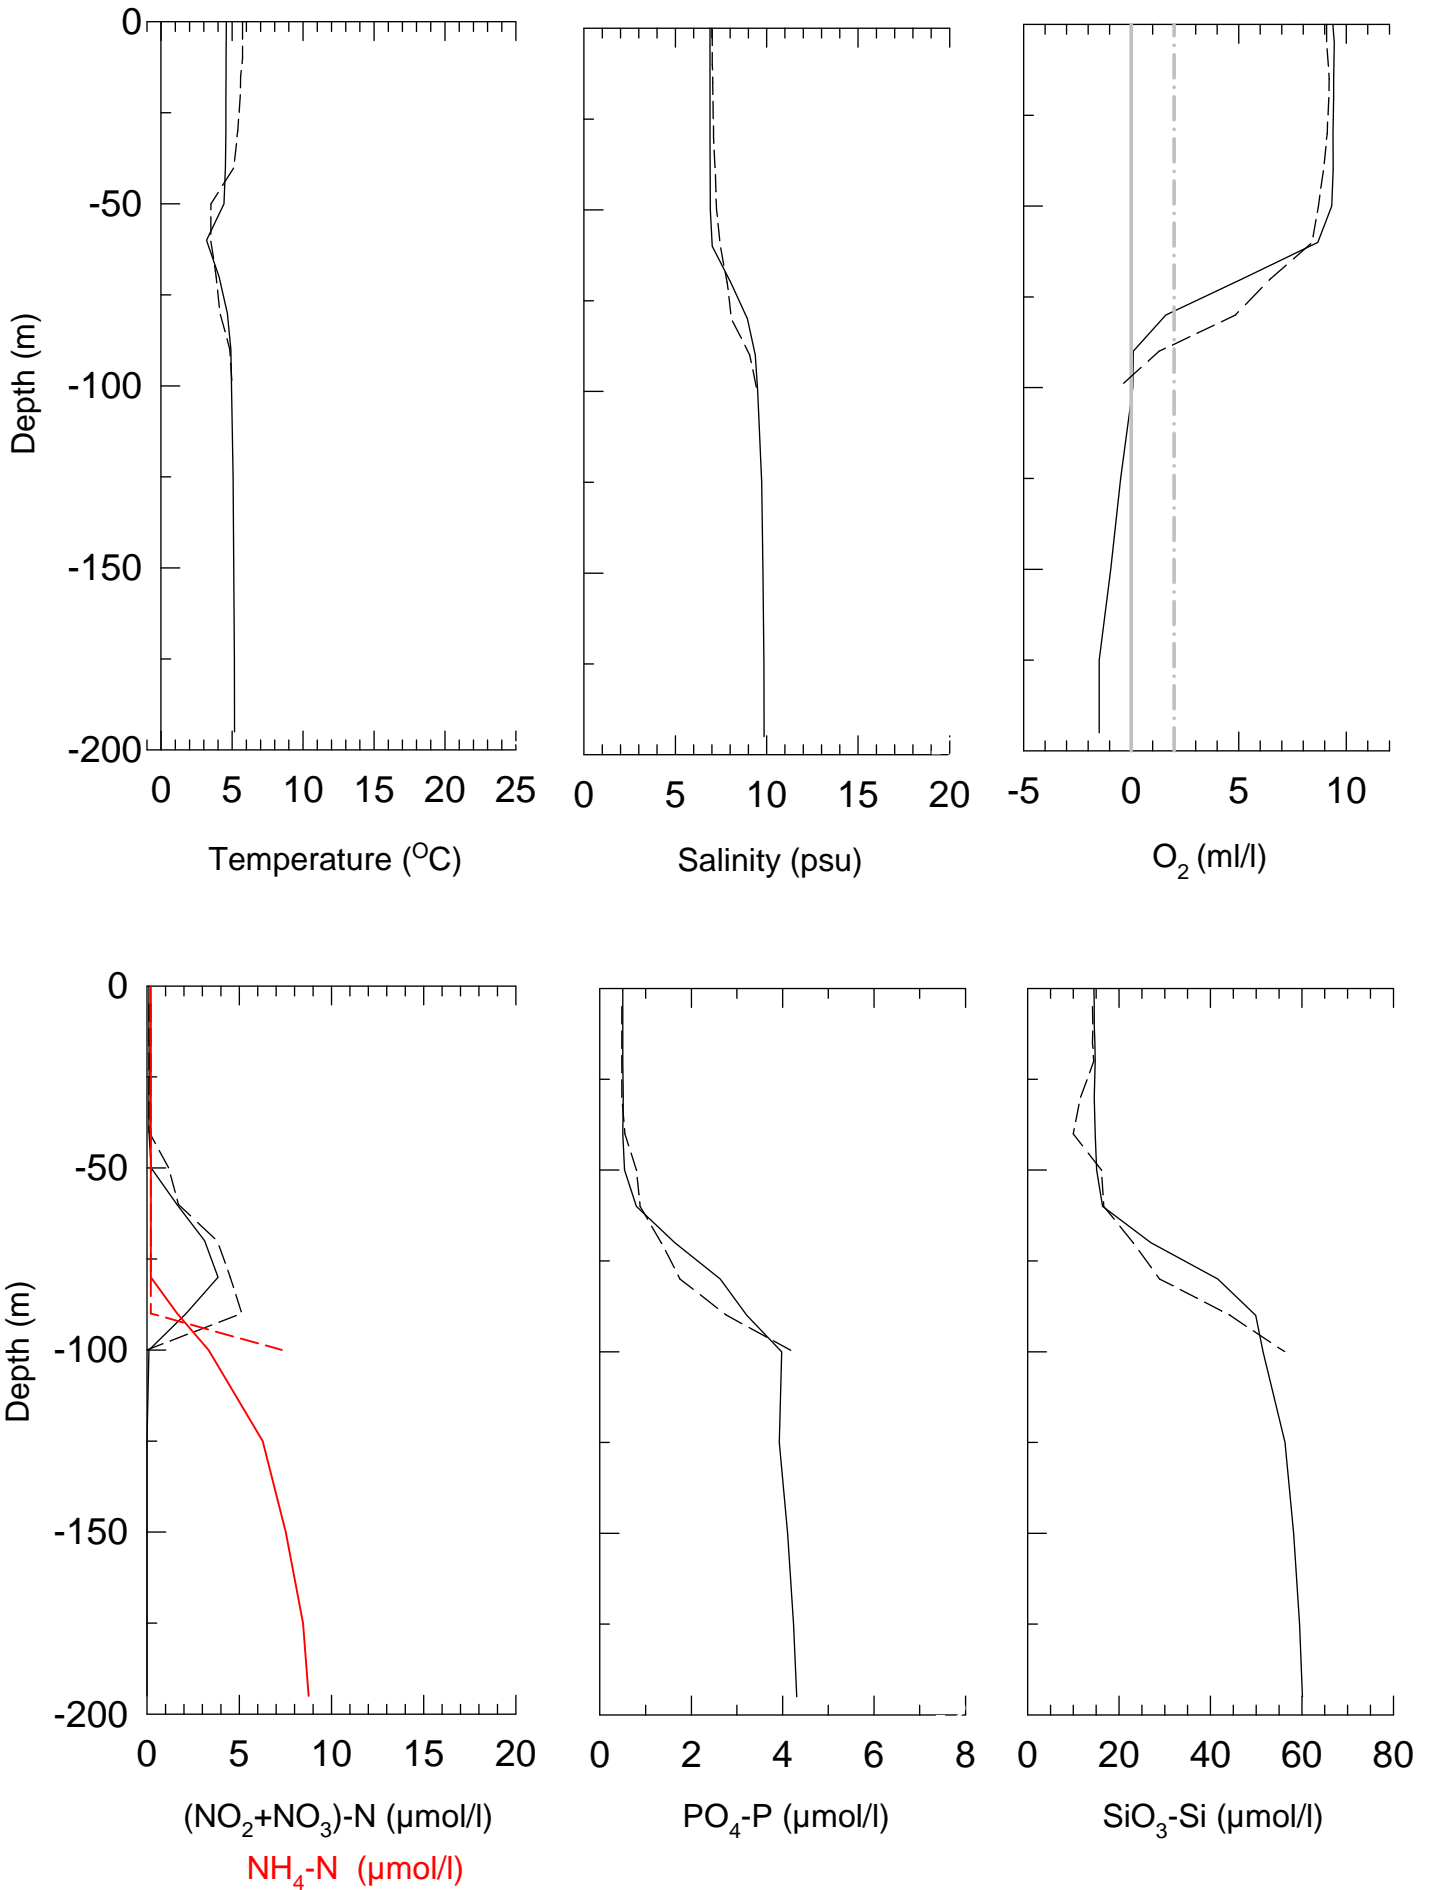 0
-50
-100
-150
-200
Depth (m)
0 5 10 15 20 25
Temperature (OC)
0 5 10 15 20
Salinity (psu)
-5 0 5 10
O2 (ml/l)
0
-50
-100
-150
-200
Depth (m)
0 5 10 15 20
(NO2+NO3)-N (µmol/l)
NH4-N (µmol/l)
0 2 4 6 8
PO4-P (µmol/l)
0 20 40 60 80
SiO3-Si (µmol/l)